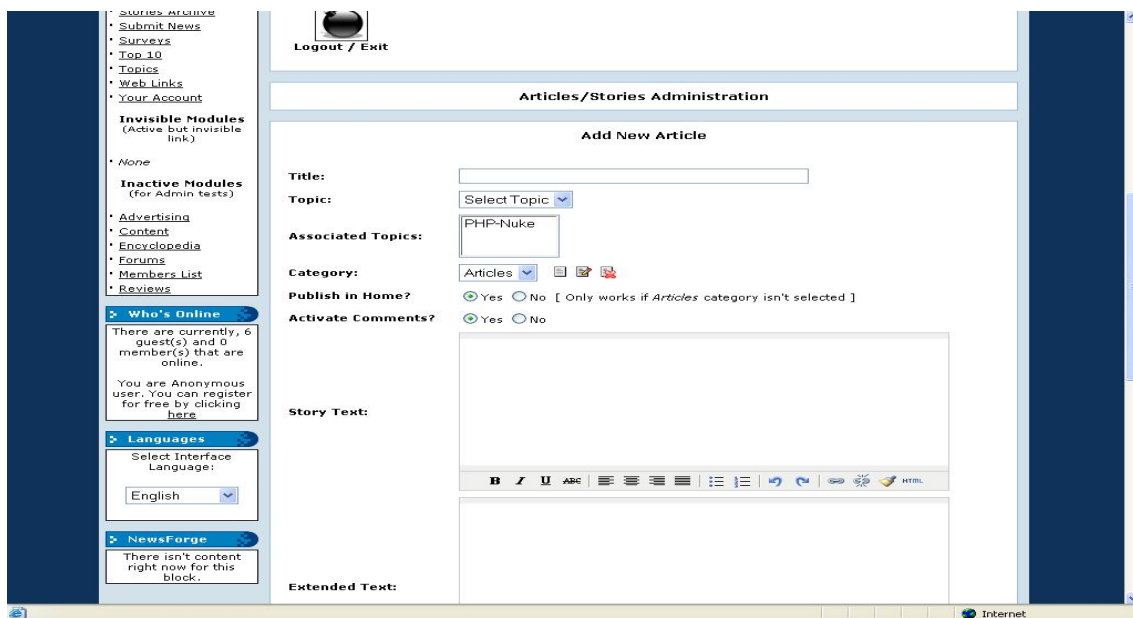 Stories Archive
Submit News
Surveys
Top 10
Topics
Web Links
Your Account
Invisible Modules
(Active but invisible
link)
None
Inactive Modules
(for Admin tests)
Advertising
Content
Encyclopedia
Forums
Members List
Reviews
Who's Online
There are currently, 6
guest(s) and 0
member(s) that are
online.
You are Anonymous
user. You can register
for free by clicking
here
Languages
Select Interface
Language:
English
NewsForge
There isn't content
right now for this
block.
Logout / Exit
Articles/Stories Administration
Add New Article
Title:
Topic: Select Topic
Associated Topics: PHP-Nuke
Category: Articles
Publish in Home? Yes No [ Only works if Articles category isn't selected ]
Activate Comments? Yes No
Story Text:
B I U ABC HTML
Extended Text:
Internet